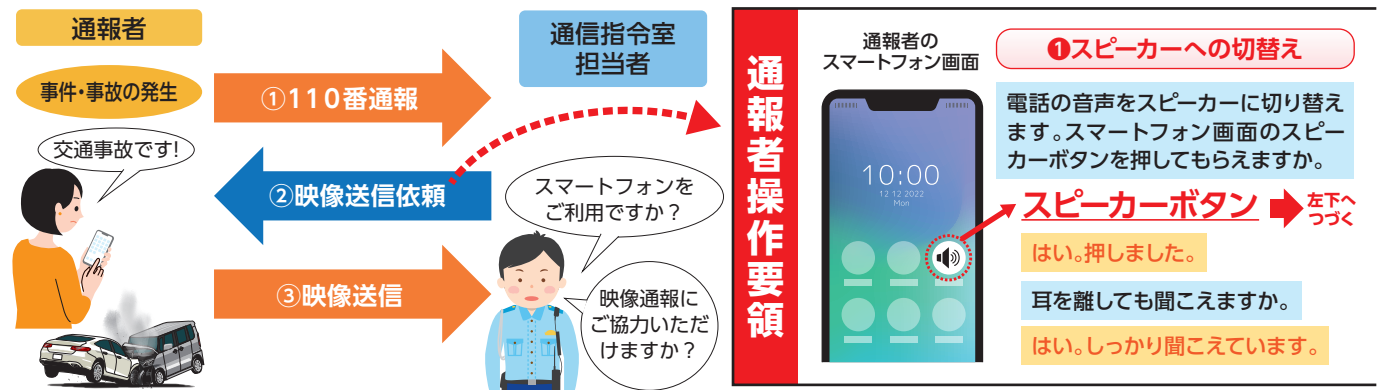 通報者
事件・事故の発生
交通事故です!
①110番通報
②映像送信依頼
③映像送信
通信指令室
担当者
スマートフォンを
ご利用ですか？
映像通報に
ご協力いただ
けますか？
通報者操作要領
通報者の
スマートフォン画面
10:00
12 12 2022
Mon
❶スピーカーへの切替え
電話の音声をスピーカーに切り替え
ます。スマートフォン画面のスピー
カーボタンを押してもらえますか。
スピーカーボタン
左下へ
つづく
はい。押しました。
耳を離しても聞こえますか。
はい。しっかり聞こえています。